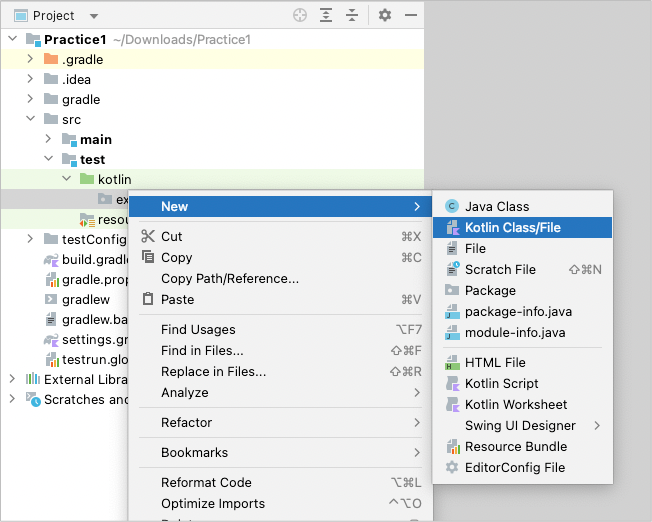 Project
Practice1 ~/Downloads/Practice1
.gradle
.idea
gradle
src
main
test
kotlin
resou
testConfig
build.gradle
gradle.prop
gradlew
gradlew.ba
settings.gr
testrun.glo
External Libra
Scratches and
New
Cut ⌘X
Copy ⌘C
Copy Path/Reference...
Paste ⌘V
Find Usages ⌥F7
Find in Files... ⇧⌘F
Replace in Files... ⇧⌘R
Analyze
Refactor
Bookmarks
Reformat Code ⌥⌘L
Optimize Imports ^⌥O
Java Class
Kotlin Class/File
File
Scratch File ⇧⌘N
Package
package-info.java
module-info.java
HTML File
Kotlin Script
Kotlin Worksheet
Swing UI Designer
Resource Bundle
EditorConfig File